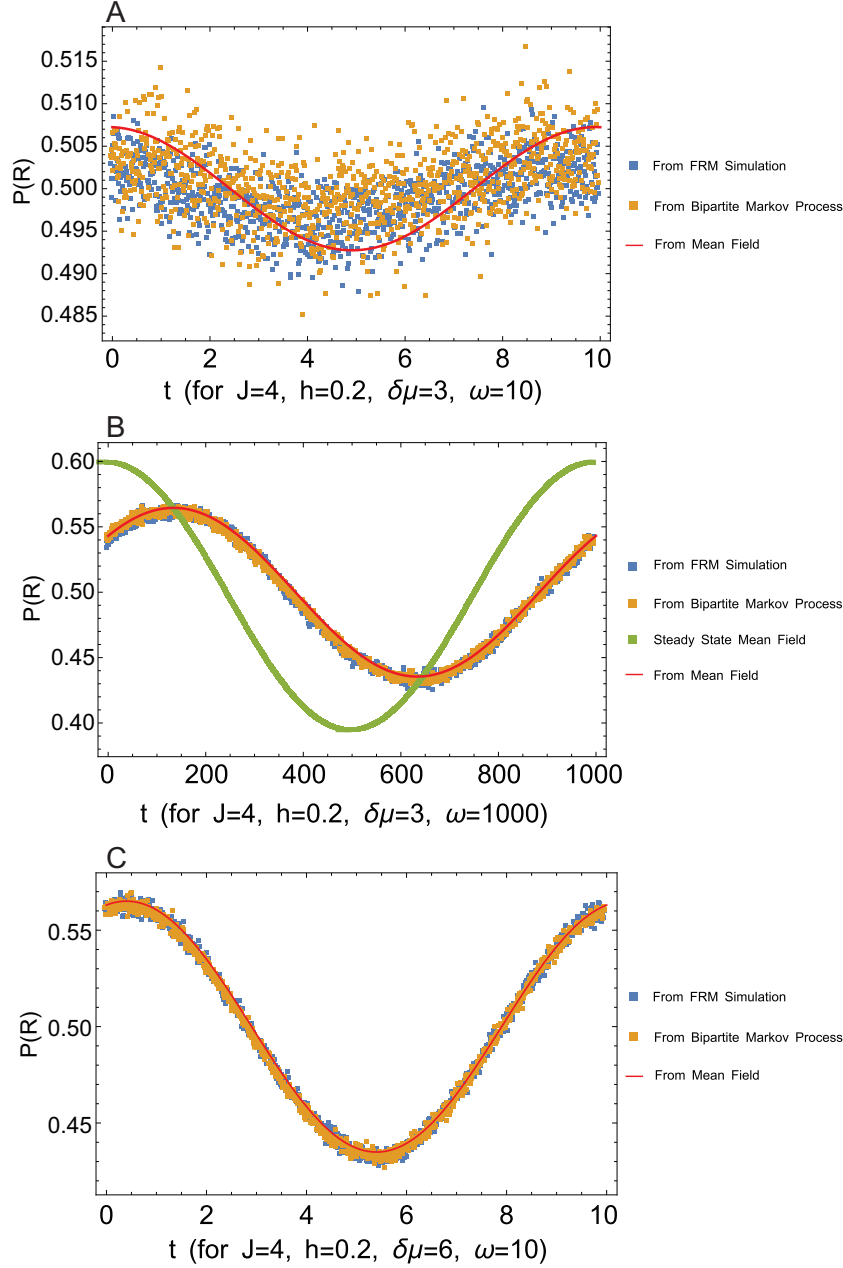 A
P(R)
0.515
0.510
0.505
0.500
0.495
0.490
0.485
0 2 4 6 8 10
t (for J=4, h=0.2, δμ=3, ω=10)
From FRM Simulation
From Bipartite Markov Process
From Mean Field
B
P(R)
0.60
0.55
0.50
0.45
0.40
0 200 400 600 800 1000
t (for J=4, h=0.2, δμ=3, ω=1000)
From FRM Simulation
From Bipartite Markov Process
Steady State Mean Field
From Mean Field
C
P(R)
0.55
0.50
0.45
0 2 4 6 8 10
t (for J=4, h=0.2, δμ=6, ω=10)
From FRM Simulation
From Bipartite Markov Process
From Mean Field